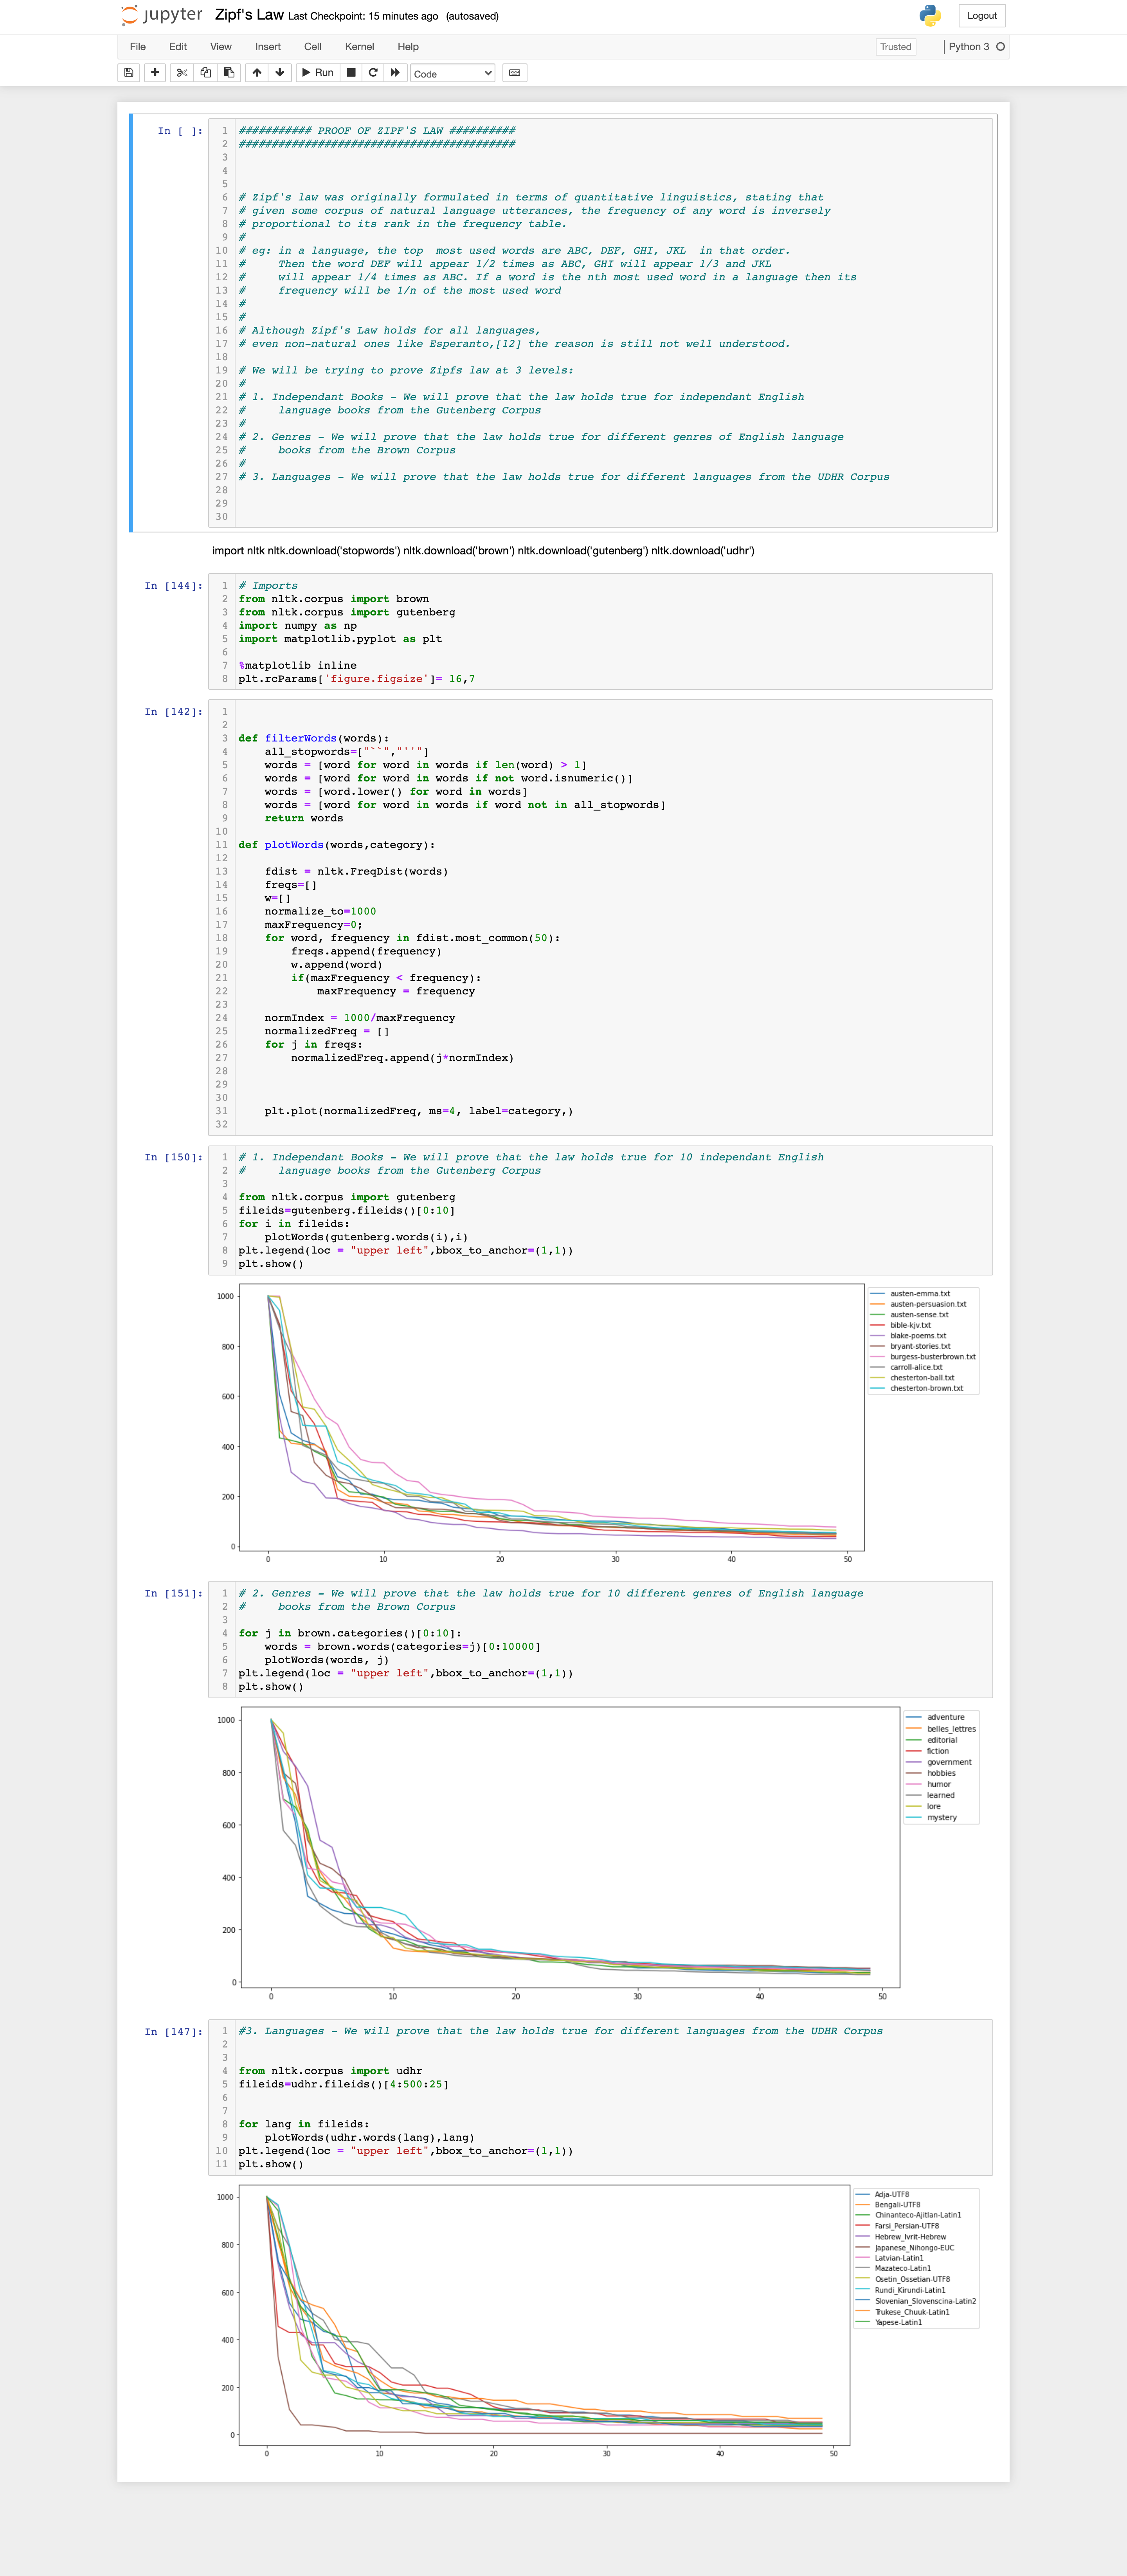 jupyter Zipf's Law Last Checkpoint: 15 minutes ago (autosaved)
Logout
File Edit View Insert Cell Kernel Help
Trusted
Python 3
Run
Code
In [ ]:
1 ########### PROOF OF ZIPF'S LAW ##########
2 ##########################################
3
4
5
6 # Zipf's law was originally formulated in terms of quantitative linguistics, stating that
7 # given some corpus of natural language utterances, the frequency of any word is inversely
8 # proportional to its rank in the frequency table.
9 #
10 # eg: in a language, the top  most used words are ABC, DEF, GHI, JKL  in that order.
11 #     Then the word DEF will appear 1/2 times as ABC, GHI will appear 1/3 and JKL
12 #     will appear 1/4 times as ABC. If a word is the nth most used word in a language then its
13 #     frequency will be 1/n of the most used word
14 #
15 #
16 # Although Zipf's Law holds for all languages,
17 # even non-natural ones like Esperanto,[12] the reason is still not well understood.
18
19 # We will be trying to prove Zipfs law at 3 levels:
20 #
21 # 1. Independant Books - We will prove that the law holds true for independant English
22 #     language books from the Gutenberg Corpus
23 #
24 # 2. Genres - We will prove that the law holds true for different genres of English language
25 #     books from the Brown Corpus
26 #
27 # 3. Languages - We will prove that the law holds true for different languages from the UDHR Corpus
28
29
30
import nltk nltk.download('stopwords') nltk.download('brown') nltk.download('gutenberg') nltk.download('udhr')
In [144]:
1 # Imports
2 from nltk.corpus import brown
3 from nltk.corpus import gutenberg
4 import numpy as np
5 import matplotlib.pyplot as plt
6
7 %matplotlib inline
8 plt.rcParams['figure.figsize']= 16,7
In [142]:
1
2
3 def filterWords(words):
4     all_stopwords=["``","''"]
5     words = [word for word in words if len(word) > 1]
6     words = [word for word in words if not word.isnumeric()]
7     words = [word.lower() for word in words]
8     words = [word for word in words if word not in all_stopwords]
9     return words
10
11 def plotWords(words,category):
12
13     fdist = nltk.FreqDist(words)
14     freqs=[]
15     w=[]
16     normalize_to=1000
17     maxFrequency=0;
18     for word, frequency in fdist.most_common(50):
19         freqs.append(frequency)
20         w.append(word)
21         if(maxFrequency < frequency):
22             maxFrequency = frequency
23
24     normIndex = 1000/maxFrequency
25     normalizedFreq = []
26     for j in freqs:
27         normalizedFreq.append(j*normIndex)
28
29
30
31     plt.plot(normalizedFreq, ms=4, label=category,)
32
In [150]:
1 # 1. Independant Books - We will prove that the law holds true for 10 independant English
2 #     language books from the Gutenberg Corpus
3
4 from nltk.corpus import gutenberg
5 fileids=gutenberg.fileids()[0:10]
6 for i in fileids:
7     plotWords(gutenberg.words(i),i)
8 plt.legend(loc = "upper left",bbox_to_anchor=(1,1))
9 plt.show()
1000
800
600
400
200
0
0 10 20 30 40 50
austen-emma.txt
austen-persuasion.txt
austen-sense.txt
bible-kjv.txt
blake-poems.txt
bryant-stories.txt
burgess-busterbrown.txt
carroll-alice.txt
chesterton-ball.txt
chesterton-brown.txt
In [151]:
1 # 2. Genres - We will prove that the law holds true for 10 different genres of English language
2 #     books from the Brown Corpus
3
4 for j in brown.categories()[0:10]:
5     words = brown.words(categories=j)[0:10000]
6     plotWords(words, j)
7 plt.legend(loc = "upper left",bbox_to_anchor=(1,1))
8 plt.show()
1000
800
600
400
200
0
0 10 20 30 40 50
adventure
belles_lettres
editorial
fiction
government
hobbies
humor
learned
lore
mystery
In [147]:
1 #3. Languages - We will prove that the law holds true for different languages from the UDHR Corpus
2
3
4 from nltk.corpus import udhr
5 fileids=udhr.fileids()[4:500:25]
6
7
8 for lang in fileids:
9     plotWords(udhr.words(lang),lang)
10 plt.legend(loc = "upper left",bbox_to_anchor=(1,1))
11 plt.show()
1000
800
600
400
200
0
0 10 20 30 40 50
Adja-UTF8
Bengali-UTF8
Chinanteco-Ajitlan-Latin1
Farsi_Persian-UTF8
Hebrew_Ivrit-Hebrew
Japanese_Nihongo-EUC
Latvian-Latin1
Mazateco-Latin1
Osetin_Ossetian-UTF8
Rundi_Kirundi-Latin1
Slovenian_Slovenscina-Latin2
Trukese_Chuuk-Latin1
Yapese-Latin1